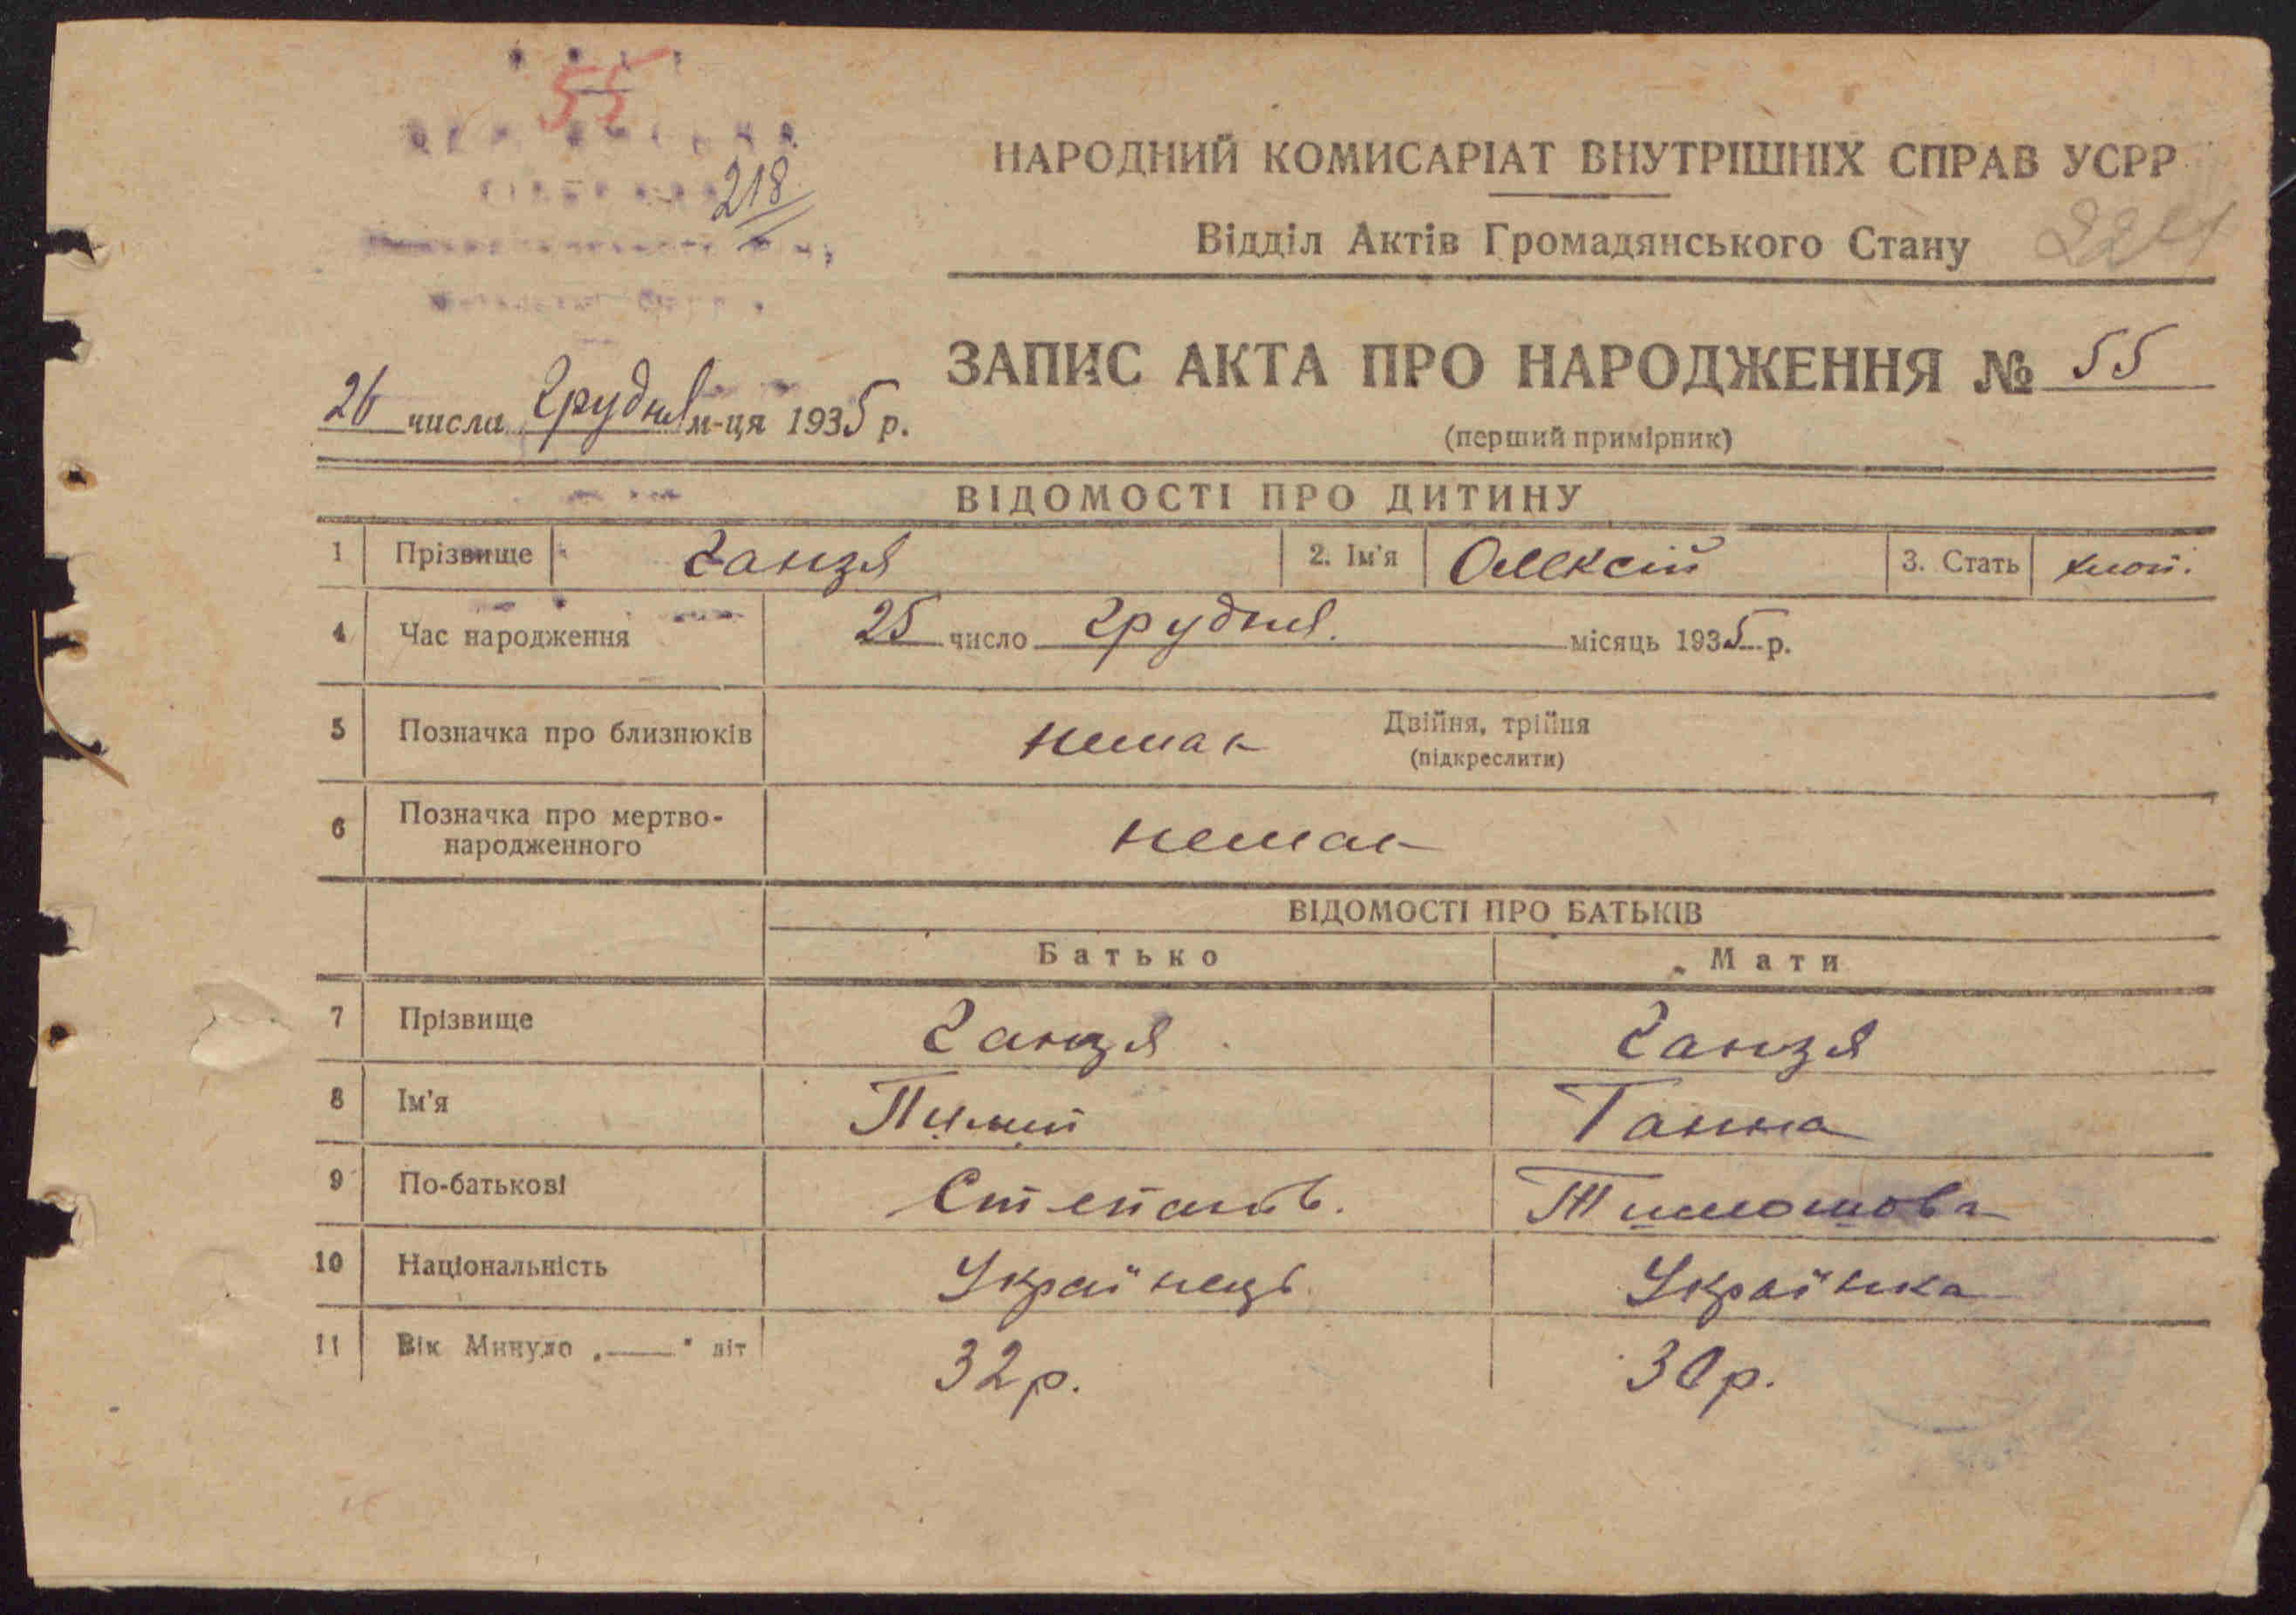 55
218
НАРОДНИЙ КОМИСАРІАТ ВНУТРІШНІХ СПРАВ УСРР
Відділ Актів Громадянського Стану
ЗАПИС АКТА ПРО НАРОДЖЕННЯ № 55
26 числа грудня м-ця 1935 р.
(перший примірник)
ВІДОМОСТІ ПРО ДИТИНУ
1 Прізвище Ганзя 2. Ім'я Олексій 3. Стать хлоп.
4 Час народження 25 число грудня. місяць 1935 р.
5 Позначка про близнюків немає Двійня, трійня
(підкреслити)
6 Позначка про мертво-
народженного немає
ВІДОМОСТІ ПРО БАТЬКІВ
Батько Мати
7 Прізвище Ганзя Ганзя
8 Ім'я Ганна
9 По-батькові Степанов. Тимошова
10 Національність Українець Українка
11 Вік Минуло „—" літ 32 р. 30 р.